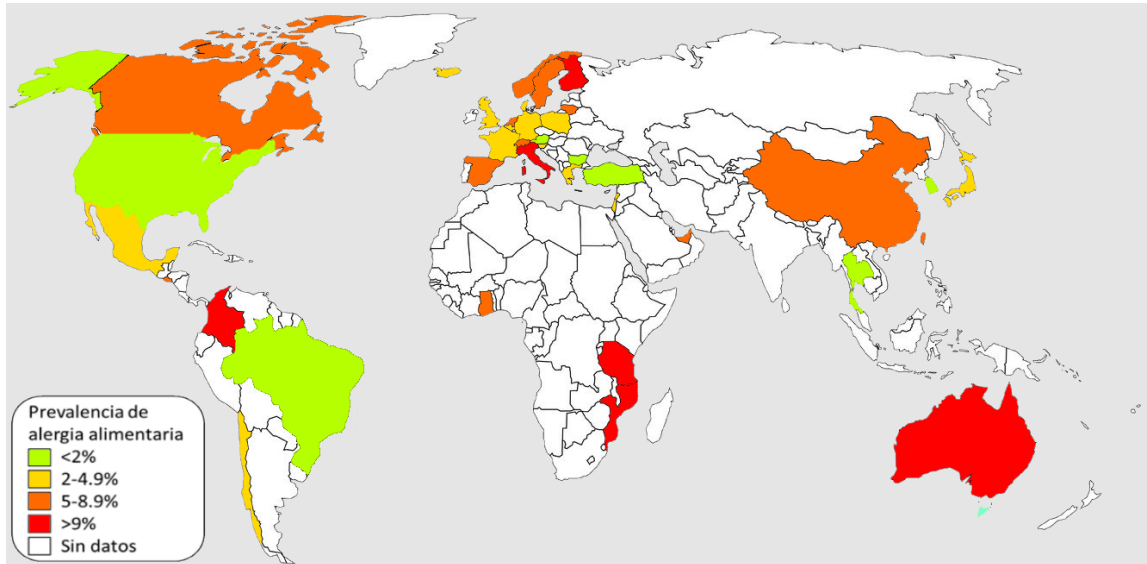 Prevalencia de
alergia alimentaria
<2%
2-4.9%
5-8.9%
>9%
Sin datos